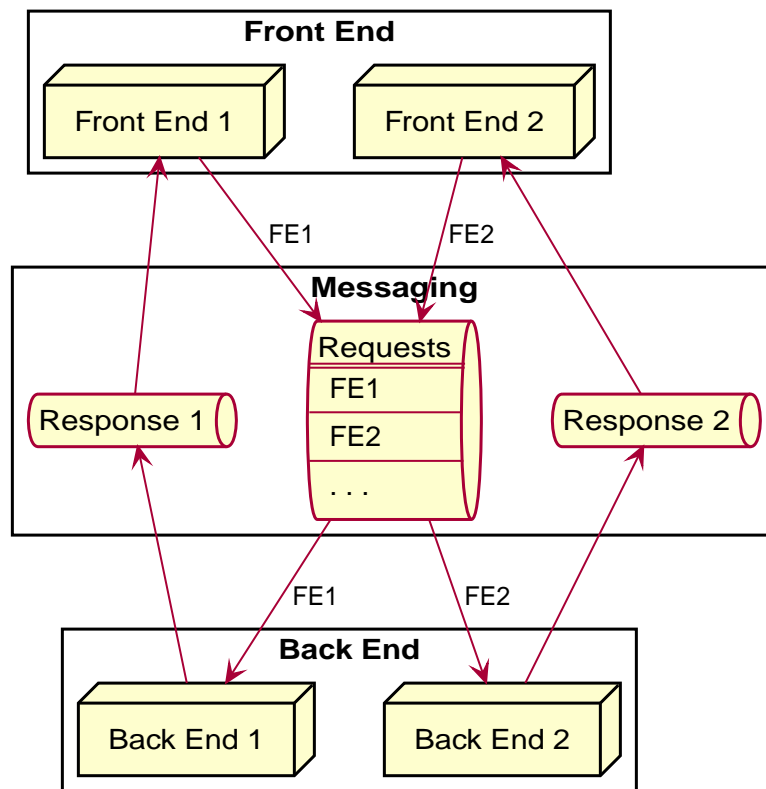 Front End
Front End 1
Front End 2
FE1
FE2
Messaging
Requests
FE1
FE2
. . .
Response 1
Response 2
FE1
FE2
Back End
Back End 1
Back End 2